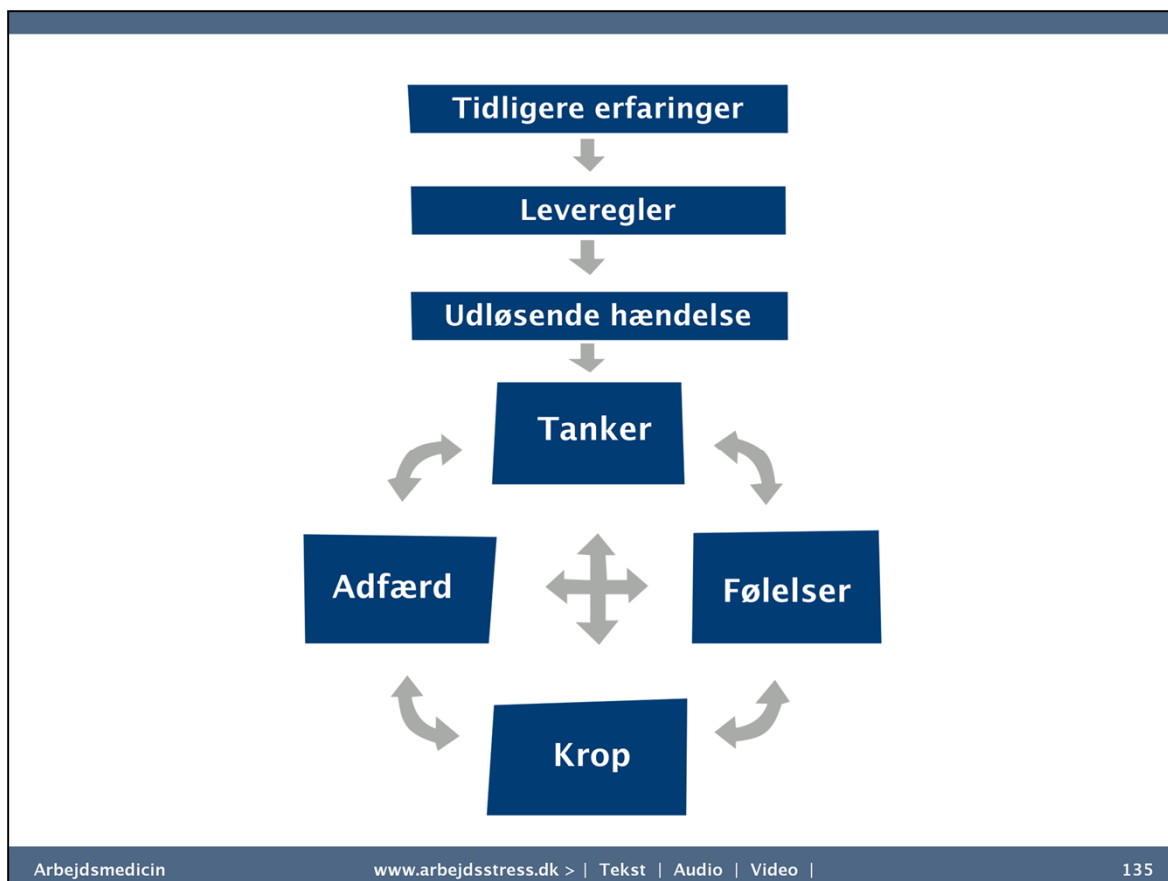 Tidligere erfaringer
Leveregler
Udløsende hændelse
Tanker
Adfærd
Følelser
Krop
Arbejdsmedicin
www.arbejdsstress.dk > | Tekst | Audio | Video |
135